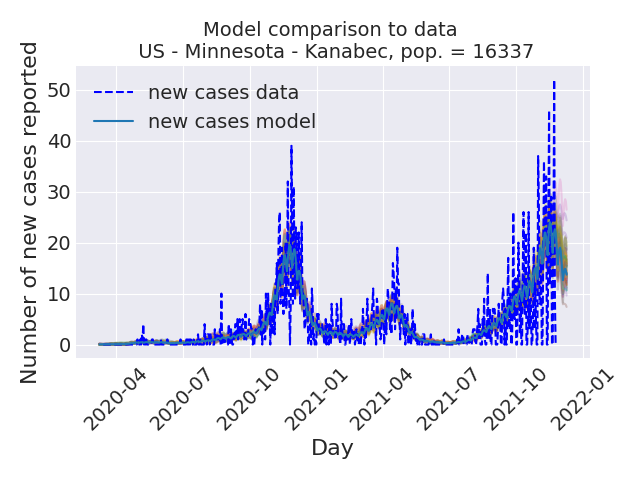 Model comparison to data
US - Minnesota - Kanabec, pop. = 16337
Number of new cases reported
50
40
30
20
10
0
new cases data
new cases model
2020-04
2020-07
2020-10
2021-01
2021-04
2021-07
2021-10
2022-01
Day